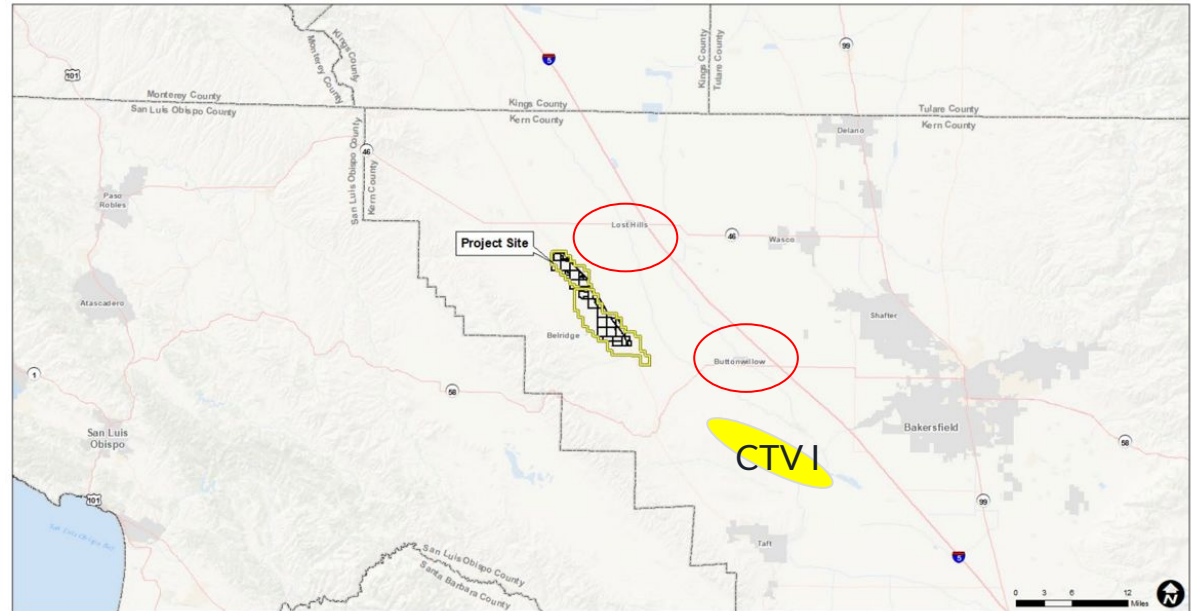 Kings County
Monterey County
101
5
99
Kings County
Tulare County
Monterey County
San Luis Obispo County
Kings County
Kern County
Tulare County
Kern County
Delano
San Luis Obispo County
Kern County
46
Paso
Robles
Lost Hills
46
Wasco
Project Site
Atascadero
Shafter
Belridge
Buttonwillow
1
58
San Luis
Obispo
Bakersfield
58
CTV I
101
99
Taft
San Luis Obispo County
Santa Barbara County
5
0 3 6 12
Miles
N